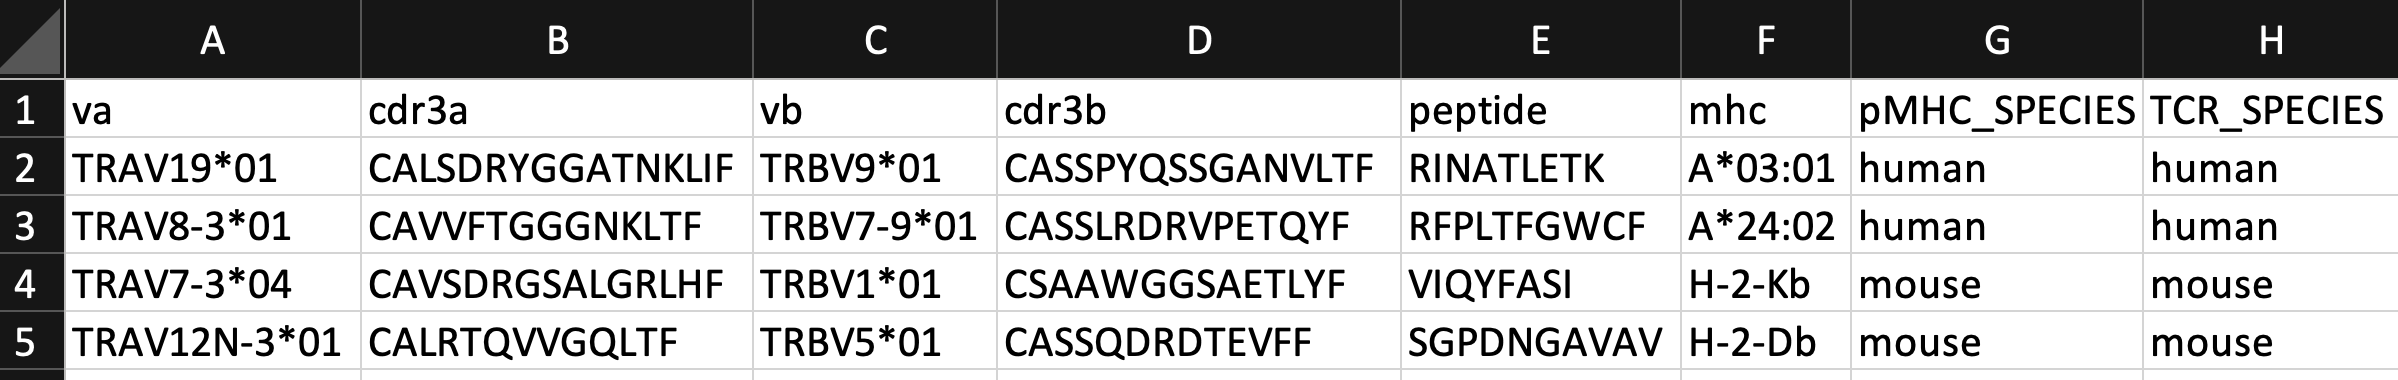 A B C D E F G H
1 va cdr3a vb cdr3b peptide mhc pMHC_SPECIES TCR_SPECIES
2 TRAV19*01 CALSDRYGGATNKLIF TRBV9*01 CASSPYQSSGANVLTF RINATLETK A*03:01 human human
3 TRAV8-3*01 CAVVFTGGGNKLTF TRBV7-9*01 CASSLRDRVPETQYF RFPLTFGWCF A*24:02 human human
4 TRAV7-3*04 CAVSDRGSALGRLHF TRBV1*01 CSAAWGGSAETLYF VIQYFASI H-2-Kb mouse mouse
5 TRAV12N-3*01 CALRTQVVGQLTF TRBV5*01 CASSQDRDTEVFF SGPDNGAVAV H-2-Db mouse mouse